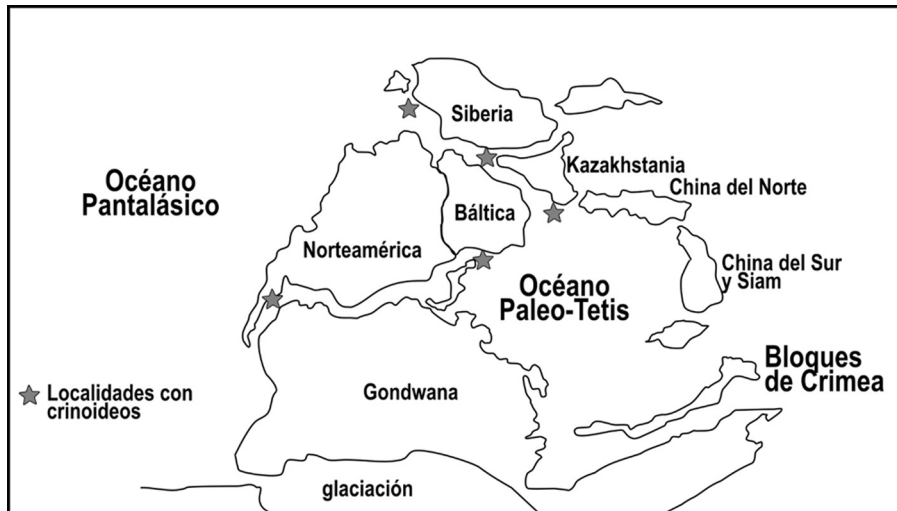 Siberia
Océano
Pantalásico
Kazakhstania
China del Norte
Báltica
Norteamérica
China del Sur
y Siam
Océano
Paleo-Tetis
Bloques
de Crimea
Localidades con
crinoideos
Gondwana
glaciación